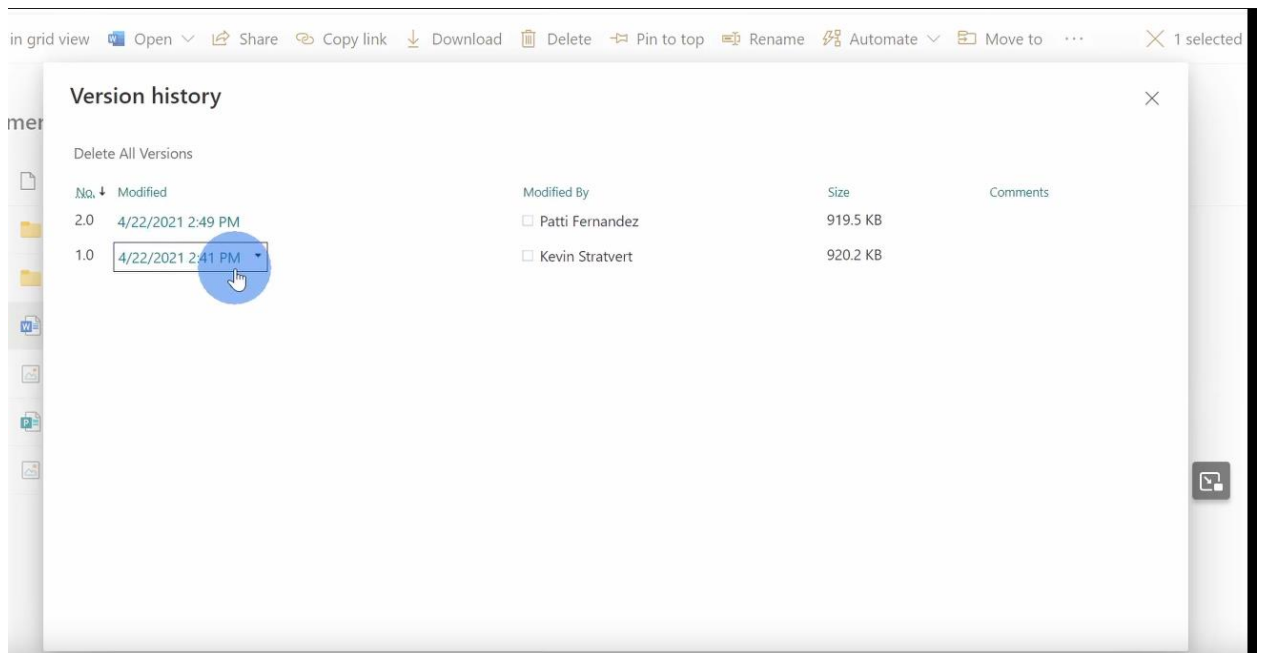 in grid view Open Share Copy link Download Delete Pin to top Rename Automate Move to ... 1 selected
Version history
mer
Delete All Versions
No. Modified Modified By Size Comments
2.0 4/22/2021 2:49 PM Patti Fernandez 919.5 KB
1.0 4/22/2021 2:41 PM Kevin Stratvert 920.2 KB